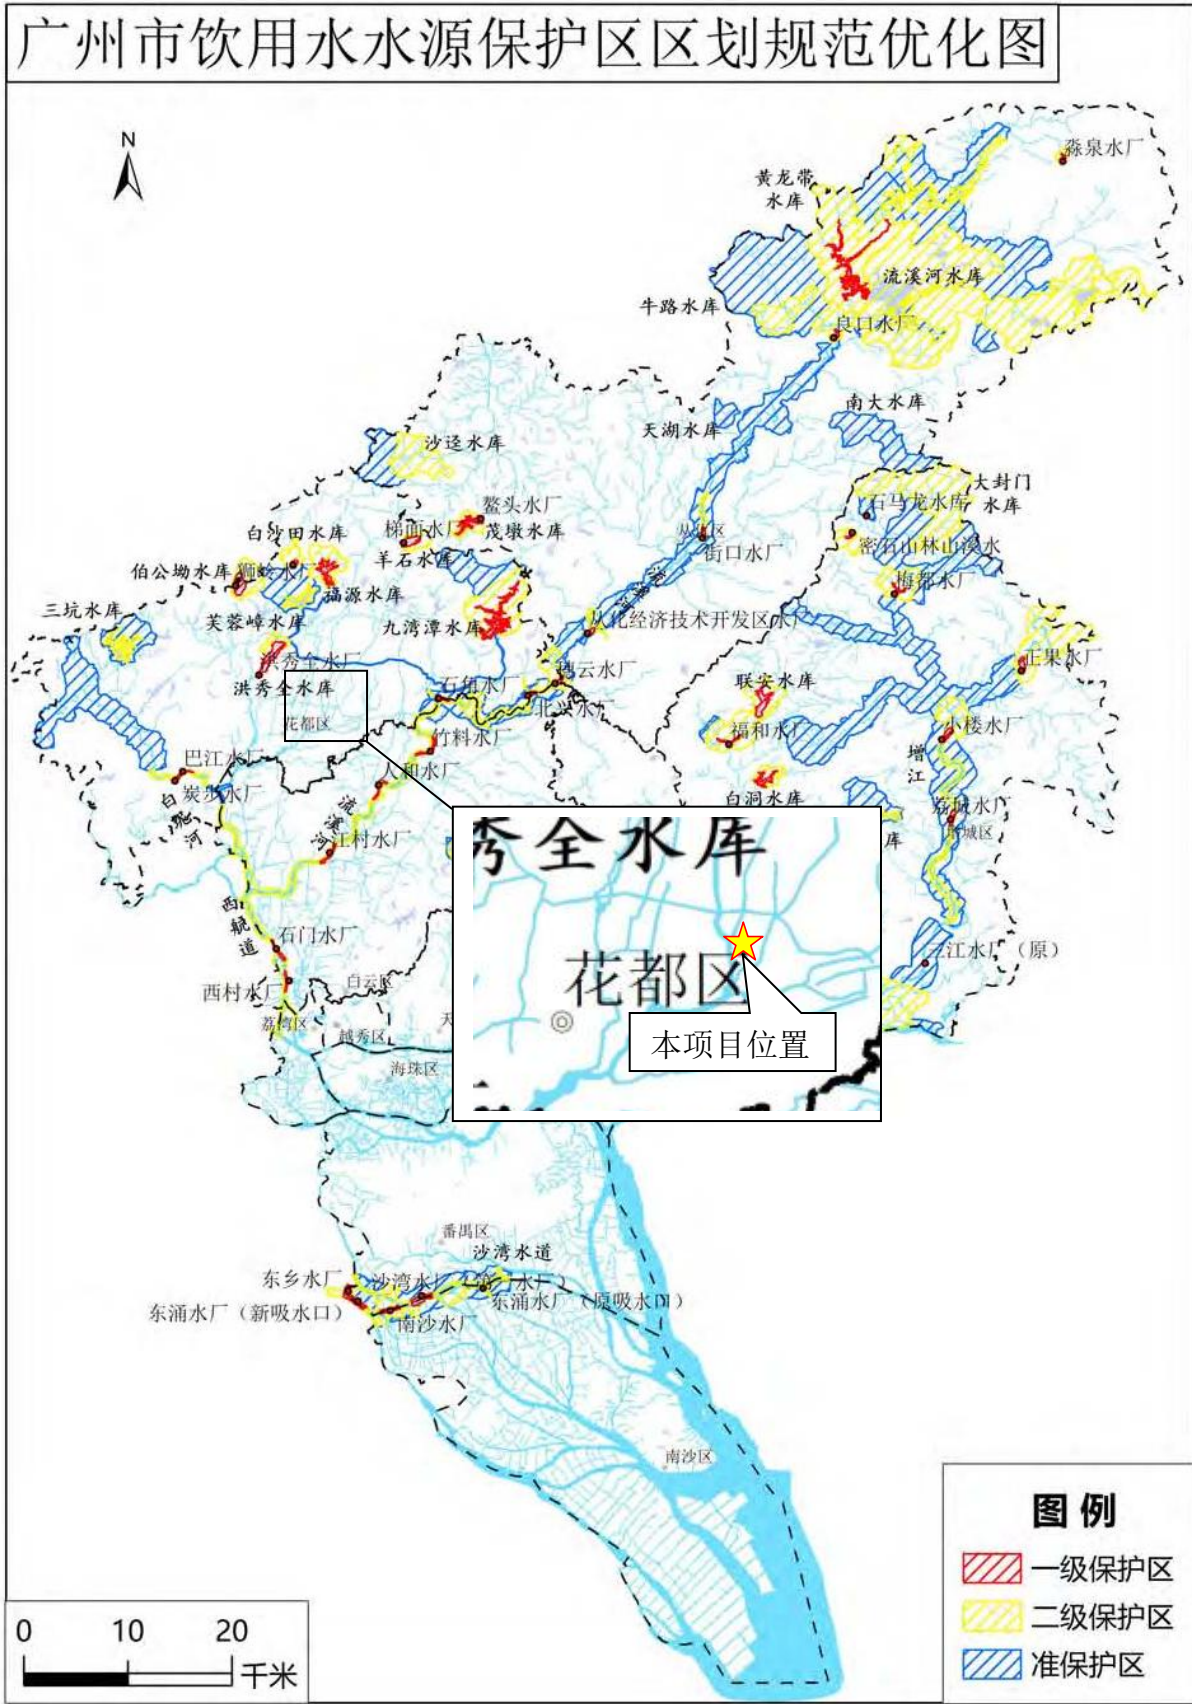 广州市饮用水水源保护区区划规范优化图
N
淼泉水厂
黄龙带
水库
流溪河水库
牛路水库
良口水厂
南大水库
天湖水库
沙迳水库
大封门
水库
石马龙水库
鳌头水厂
白沙田水库
梯面水厂
茂墩水库
街口水厂
密石山林山溪水
羊石水库
伯公坳水库
狮岭水厂
梅都水厂
福源水库
流溪河
三坑水库
芙蓉嶂水库
九湾潭水库
从化经济技术开发区水厂
洪秀全水厂
正果水厂
穗云水厂
洪秀全水库
石角水厂
联安水库
北兴水厂
花都区
福和水厂
小楼水厂
竹料水厂
增江
巴江水厂
人和水厂
炭步水厂
白洞水库
白坭河
流溪河
荔城水厂
增城区
江村水厂
库
秀全水库
西航道
石门水厂
三江水厂（原）
花都区
白云区
西村水厂
荔湾区
越秀区
天
本项目位置
海珠区
番禺区
沙湾水道
东乡水厂
沙湾水厂
东涌水厂（原吸水口）
东涌水厂（新吸水口）
南沙水厂
南沙区
图例
一级保护区
二级保护区
准保护区
0 10 20
千米